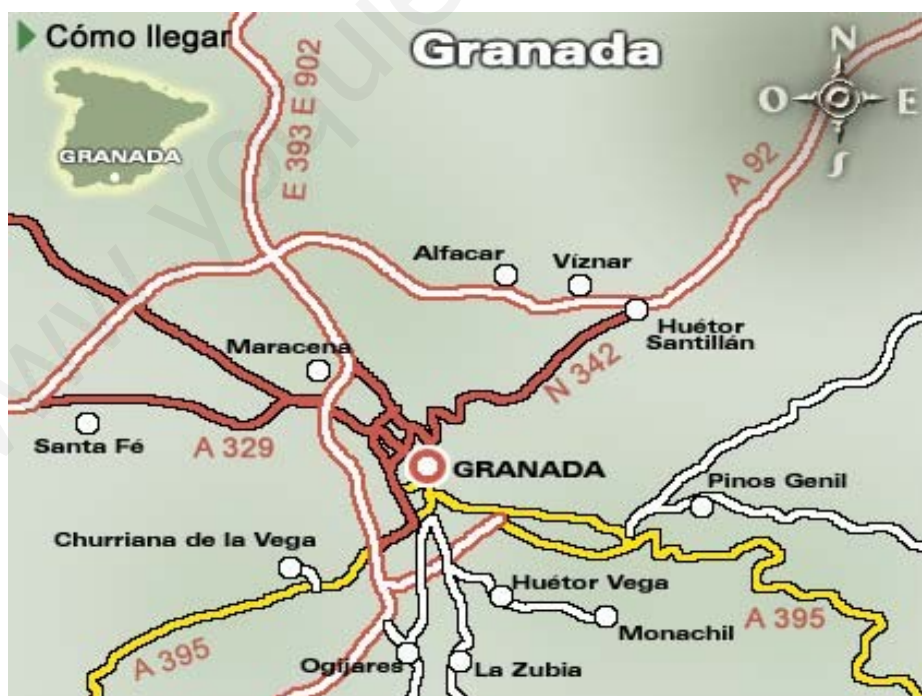 Cómo llegar
Granada
GRANADA
E 393 E 902
N
O
E
S
A 92
Alfacar
Víznar
Huétor
Santillán
Maracena
N 342
Santa Fé
A 329
GRANADA
Pinos Genil
Churriana de la Vega
Huétor Vega
Monachil
A 395
A 395
Ogíjares
La Zubia